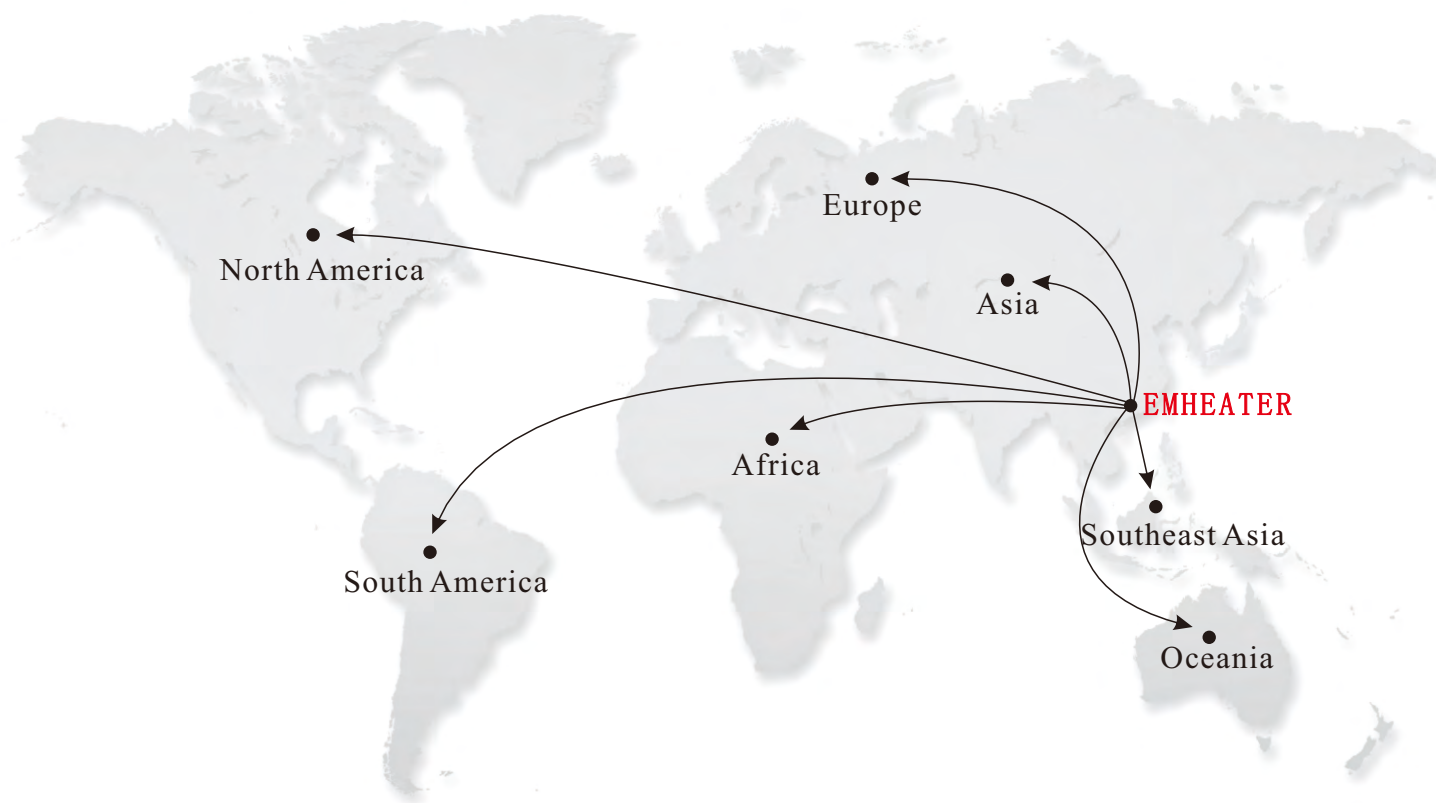 Europe
North America
Asia
EMHEATER
Africa
Southeast Asia
South America
Oceania